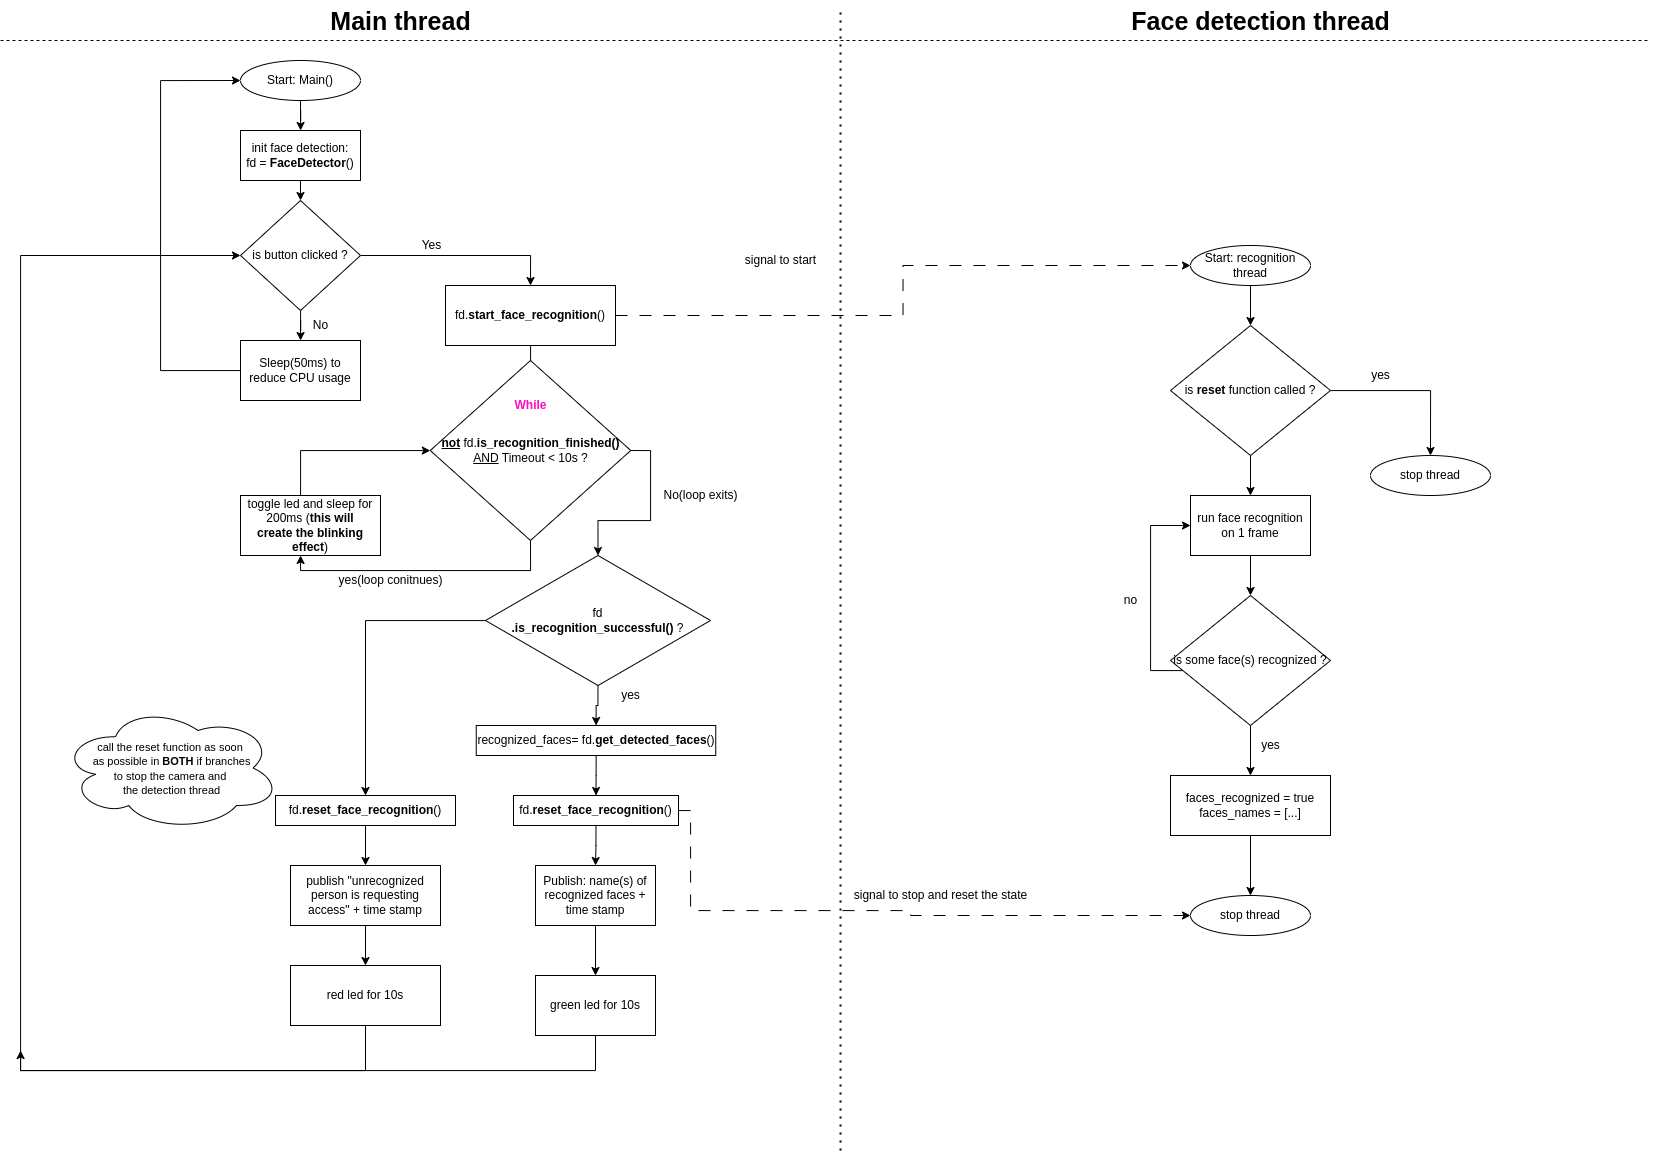 Main thread
Face detection thread
Start: Main()
init face detection:
fd = FaceDetector()
is button clicked ?
Yes
No
Sleep(50ms) to
reduce CPU usage
fd.start_face_recognition()
signal to start
While
not fd.is_recognition_finished()
AND Timeout < 10s ?
No(loop exits)
toggle led and sleep for
200ms (this will
create the blinking
effect)
yes(loop conitnues)
fd
.is_recognition_successful() ?
yes
recognized_faces= fd.get_detected_faces()
call the reset function as soon
as possible in BOTH if branches
to stop the camera and
the detection thread
fd.reset_face_recognition()
fd.reset_face_recognition()
publish "unrecognized
person is requesting
access" + time stamp
Publish: name(s) of
recognized faces +
time stamp
signal to stop and reset the state
red led for 10s
green led for 10s
Start: recognition
thread
is reset function called ?
yes
stop thread
run face recognition
on 1 frame
no
is some face(s) recognized ?
yes
faces_recognized = true
faces_names = [...]
stop thread